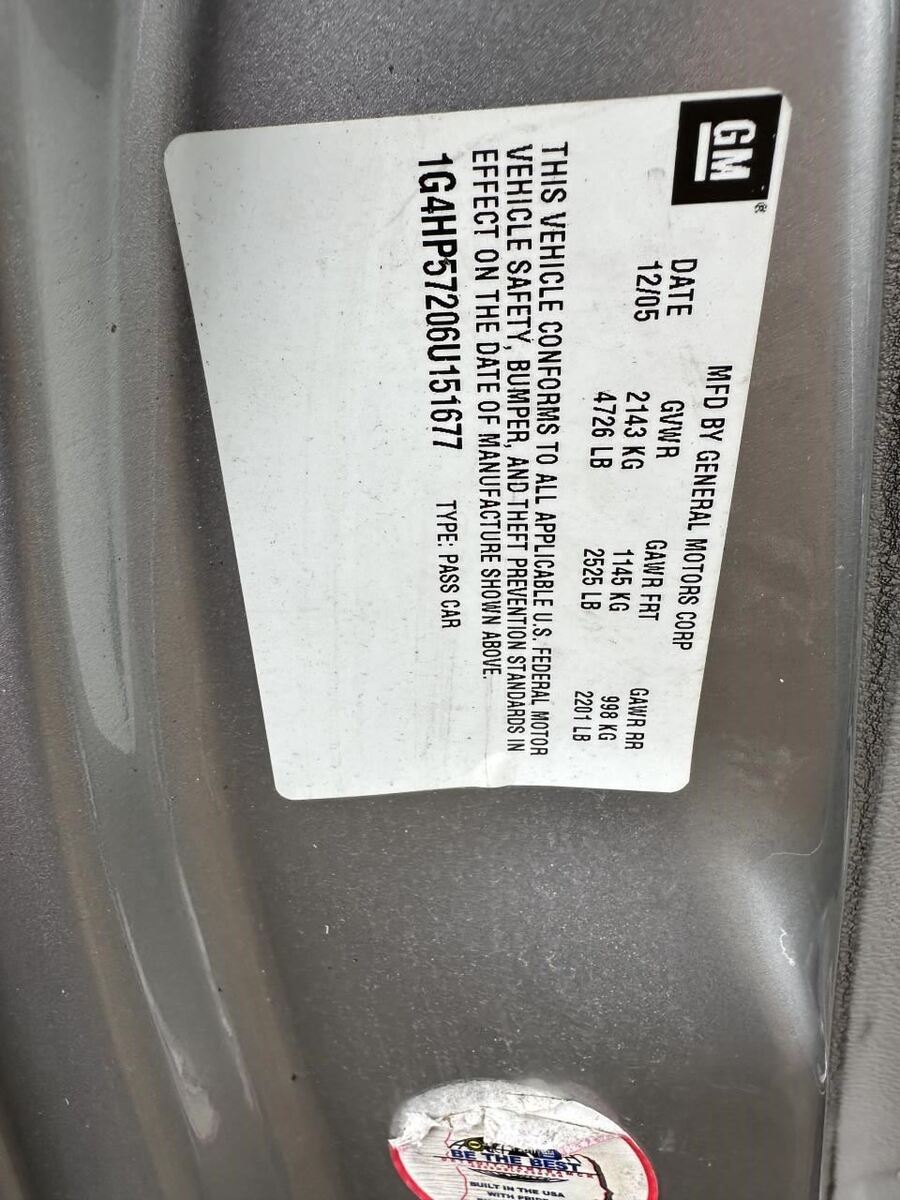 GM
®
MFD BY GENERAL MOTORS CORP
DATE GVWR GAWR FRT GAWR RR
12/05 2143 KG 1145 KG 998 KG
4726 LB 2525 LB 2201 LB
THIS VEHICLE CONFORMS TO ALL APPLICABLE U.S. FEDERAL MOTOR
VEHICLE SAFETY, BUMPER, AND THEFT PREVENTION STANDARDS IN
EFFECT ON THE DATE OF MANUFACTURE SHOWN ABOVE.
1G4HP57206U151677 TYPE: PASS CAR
BE THE BEST
BUILT IN THE USA
WITH PRIDE